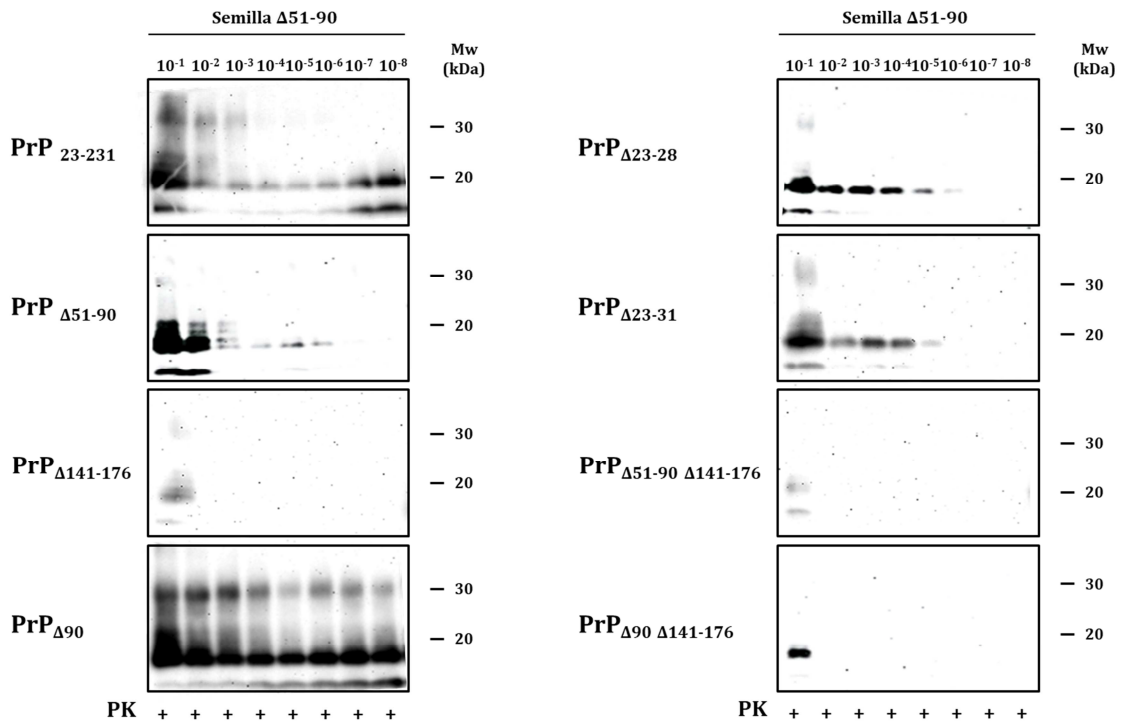 Semilla Δ51-90
10-1 10-2 10-3 10-4 10-5 10-6 10-7 10-8
Mw
(kDa)
PrP 23-231
30
20
PrP Δ51-90
30
20
PrPΔ141-176
30
20
PrPΔ90
30
20
PK + + + + + + + +
Semilla Δ51-90
10-1 10-2 10-3 10-4 10-5 10-6 10-7 10-8
Mw
(kDa)
PrPΔ23-28
30
20
PrPΔ23-31
30
20
PrPΔ51-90 Δ141-176
30
20
PrPΔ90 Δ141-176
30
20
PK + + + + + + + +